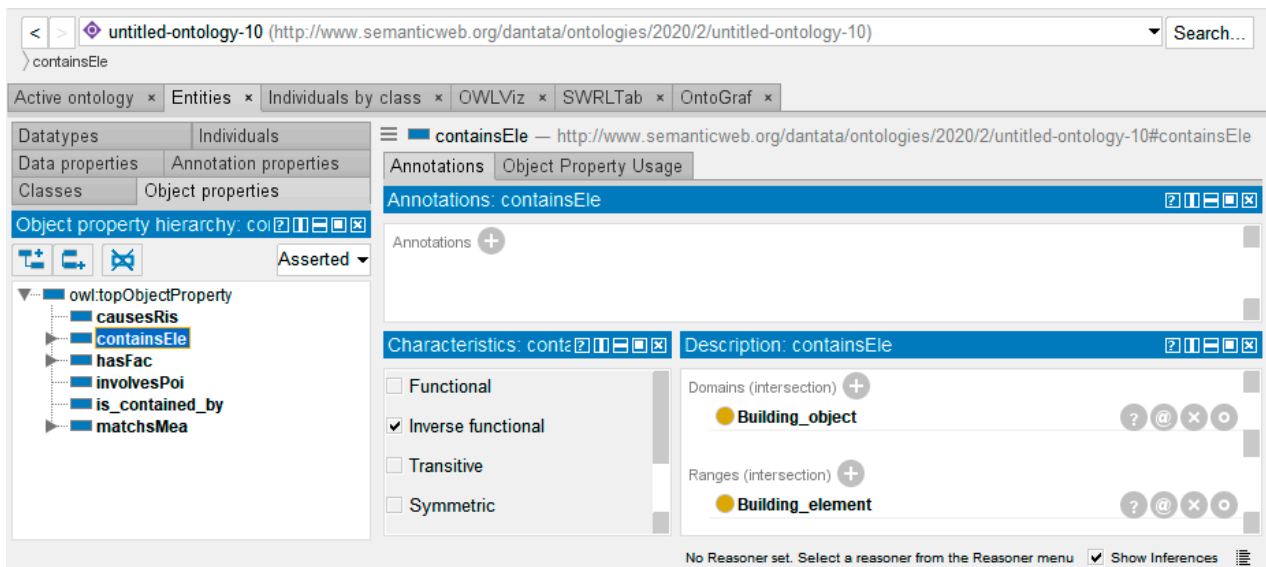 < > untitled-ontology-10 (http://www.semanticweb.org/dantata/ontologies/2020/2/untitled-ontology-10) Search...
containsEle
Active ontology × Entities × Individuals by class × OWLViz × SWRLTab × OntoGraf ×
Datatypes Individuals
Data properties Annotation properties
Classes Object properties
Object property hierarchy: co
Asserted
owl:topObjectProperty
causesRis
containsEle
hasFac
involvesPoi
is_contained_by
matchsMea
containsEle — http://www.semanticweb.org/dantata/ontologies/2020/2/untitled-ontology-10#containsEle
Annotations Object Property Usage
Annotations: containsEle
Annotations
Characteristics: conta
Functional
Inverse functional
Transitive
Symmetric
Description: containsEle
Domains (intersection)
Building_object
Ranges (intersection)
Building_element
No Reasoner set. Select a reasoner from the Reasoner menu Show Inferences